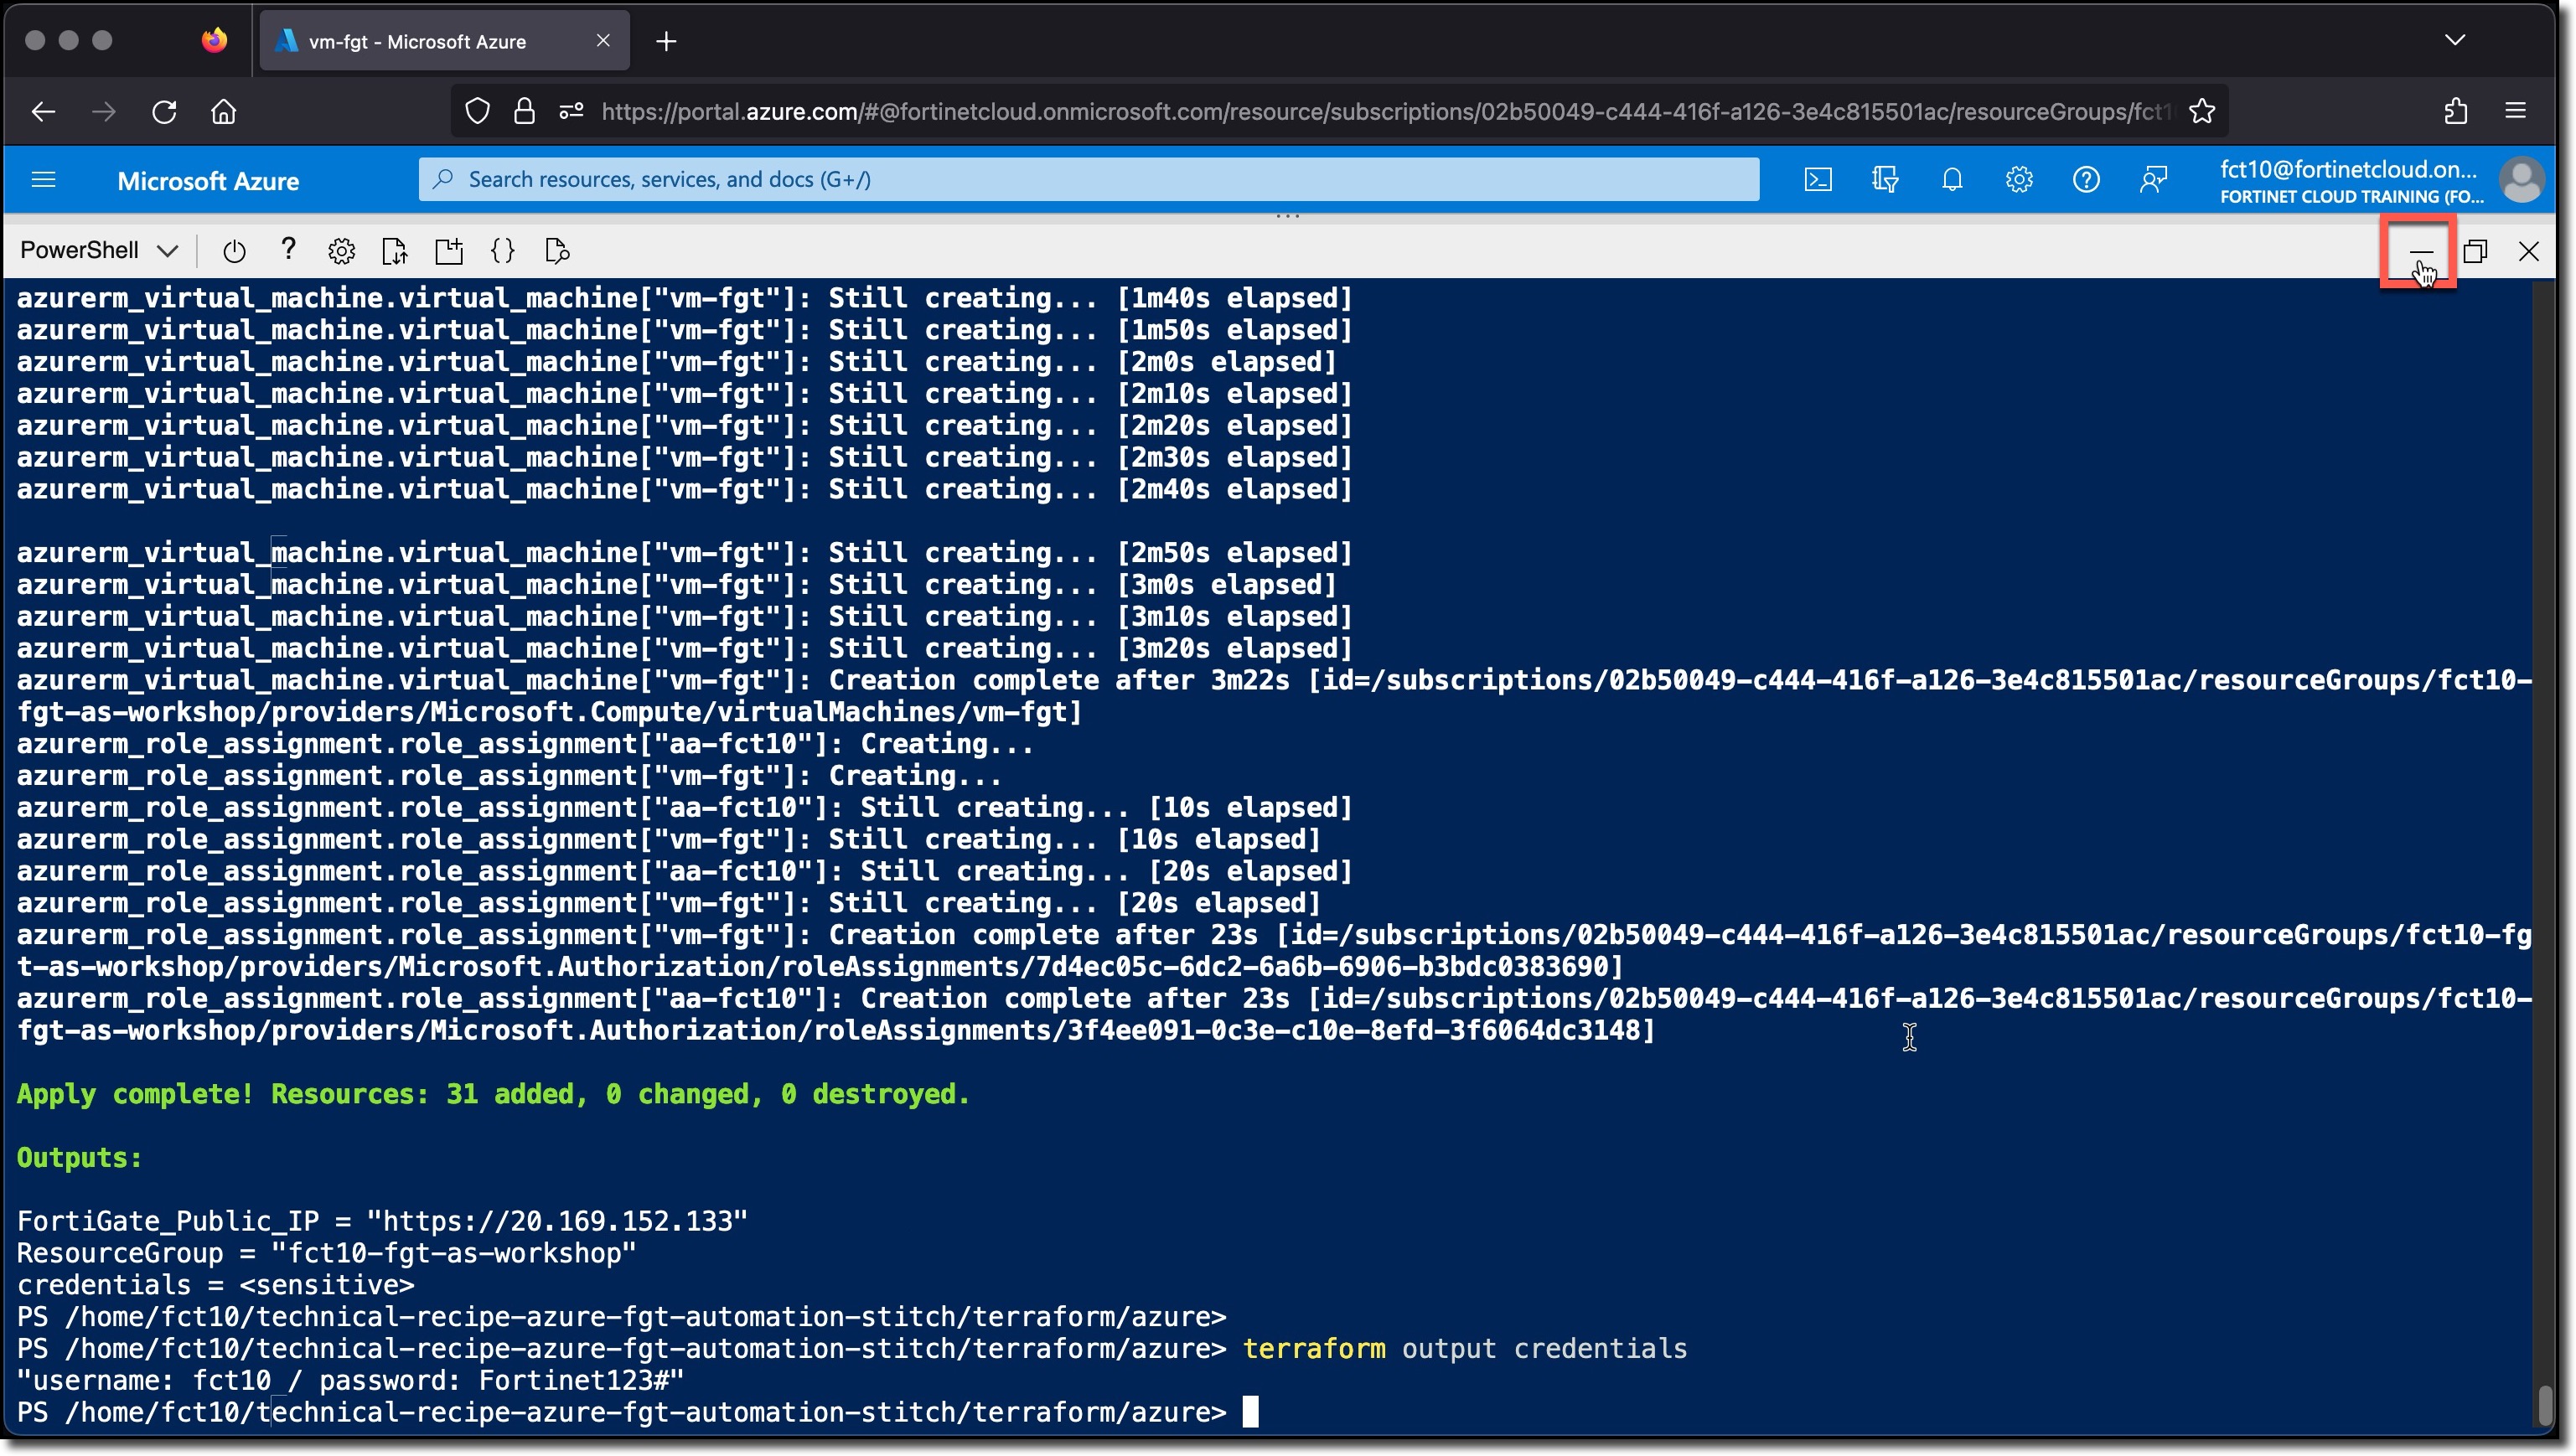 vm-fgt - Microsoft Azure
https://portal.azure.com/#@fortinetcloud.onmicrosoft.com/resource/subscriptions/02b50049-c444-416f-a126-3e4c815501ac/resourceGroups/fct1
Microsoft Azure
Search resources, services, and docs (G+/)
fct10@fortinetcloud.on...
FORTINET CLOUD TRAINING (FO...
PowerShell
azurerm_virtual_machine.virtual_machine["vm-fgt"]: Still creating... [1m40s elapsed]
azurerm_virtual_machine.virtual_machine["vm-fgt"]: Still creating... [1m50s elapsed]
azurerm_virtual_machine.virtual_machine["vm-fgt"]: Still creating... [2m0s elapsed]
azurerm_virtual_machine.virtual_machine["vm-fgt"]: Still creating... [2m10s elapsed]
azurerm_virtual_machine.virtual_machine["vm-fgt"]: Still creating... [2m20s elapsed]
azurerm_virtual_machine.virtual_machine["vm-fgt"]: Still creating... [2m30s elapsed]
azurerm_virtual_machine.virtual_machine["vm-fgt"]: Still creating... [2m40s elapsed]
azurerm_virtual_machine.virtual_machine["vm-fgt"]: Still creating... [2m50s elapsed]
azurerm_virtual_machine.virtual_machine["vm-fgt"]: Still creating... [3m0s elapsed]
azurerm_virtual_machine.virtual_machine["vm-fgt"]: Still creating... [3m10s elapsed]
azurerm_virtual_machine.virtual_machine["vm-fgt"]: Still creating... [3m20s elapsed]
azurerm_virtual_machine.virtual_machine["vm-fgt"]: Creation complete after 3m22s [id=/subscriptions/02b50049-c444-416f-a126-3e4c815501ac/resourceGroups/fct10-
fgt-as-workshop/providers/Microsoft.Compute/virtualMachines/vm-fgt]
azurerm_role_assignment.role_assignment["aa-fct10"]: Creating...
azurerm_role_assignment.role_assignment["vm-fgt"]: Creating...
azurerm_role_assignment.role_assignment["aa-fct10"]: Still creating... [10s elapsed]
azurerm_role_assignment.role_assignment["vm-fgt"]: Still creating... [10s elapsed]
azurerm_role_assignment.role_assignment["aa-fct10"]: Still creating... [20s elapsed]
azurerm_role_assignment.role_assignment["vm-fgt"]: Still creating... [20s elapsed]
azurerm_role_assignment.role_assignment["vm-fgt"]: Creation complete after 23s [id=/subscriptions/02b50049-c444-416f-a126-3e4c815501ac/resourceGroups/fct10-fg
t-as-workshop/providers/Microsoft.Authorization/roleAssignments/7d4ec05c-6dc2-6a6b-6906-b3bdc0383690]
azurerm_role_assignment.role_assignment["aa-fct10"]: Creation complete after 23s [id=/subscriptions/02b50049-c444-416f-a126-3e4c815501ac/resourceGroups/fct10-
fgt-as-workshop/providers/Microsoft.Authorization/roleAssignments/3f4ee091-0c3e-c10e-8efd-3f6064dc3148]
Apply complete! Resources: 31 added, 0 changed, 0 destroyed.
Outputs:
FortiGate_Public_IP = "https://20.169.152.133"
ResourceGroup = "fct10-fgt-as-workshop"
credentials = <sensitive>
PS /home/fct10/technical-recipe-azure-fgt-automation-stitch/terraform/azure>
PS /home/fct10/technical-recipe-azure-fgt-automation-stitch/terraform/azure> terraform output credentials
"username: fct10 / password: Fortinet123#"
PS /home/fct10/technical-recipe-azure-fgt-automation-stitch/terraform/azure>